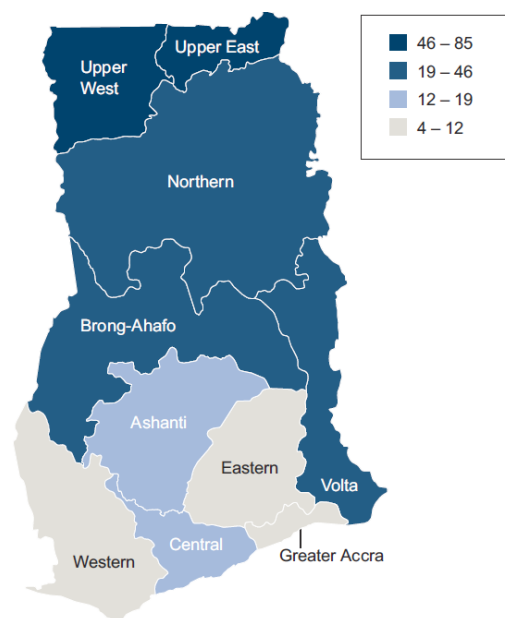 Upper East
Upper
West
46 – 85
19 – 46
12 – 19
4 – 12
Northern
Brong-Ahafo
Ashanti
Eastern
Volta
Central
Western
Greater Accra